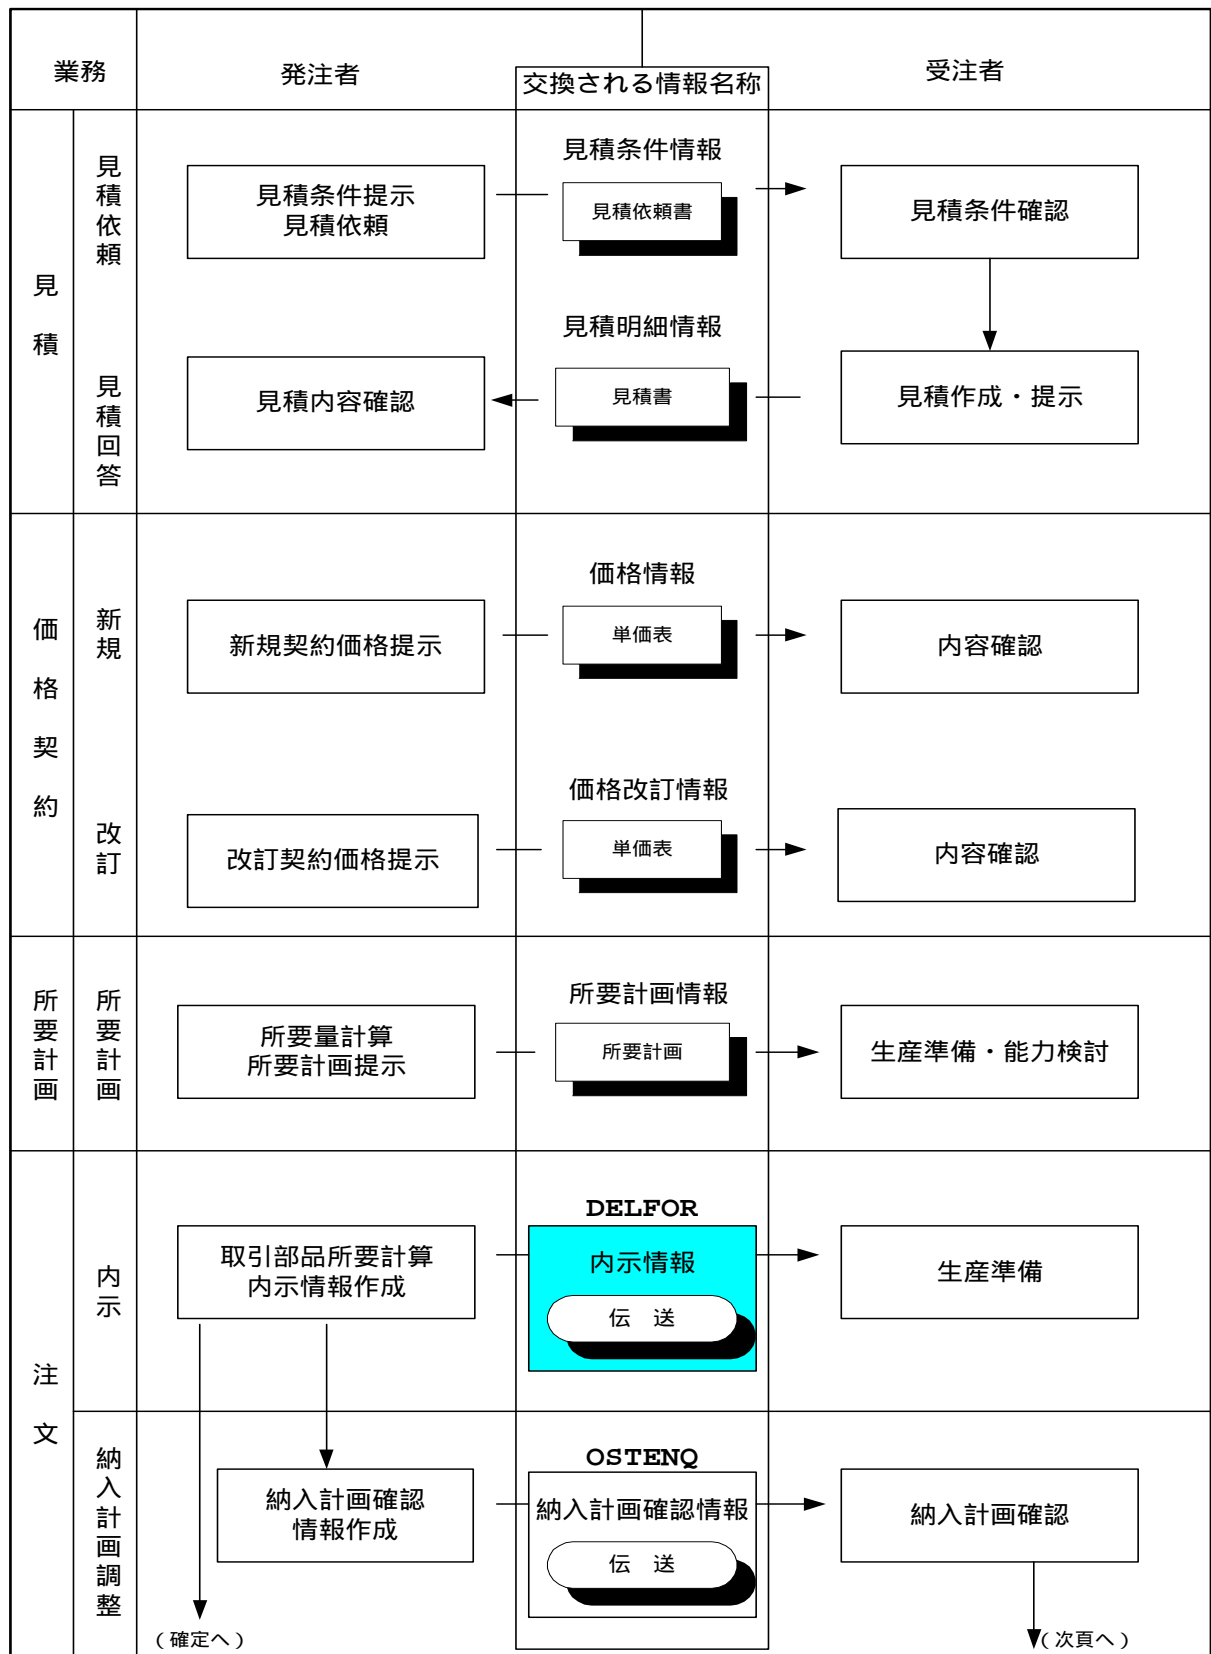 業務
発注者
交換される情報名称
受注者
見積
見積依頼
見積条件提示
見積依頼
見積条件情報
見積依頼書
見積条件確認
見積回答
見積内容確認
見積明細情報
見積書
見積作成・提示
価格契約
新規
新規契約価格提示
価格情報
単価表
内容確認
改訂
改訂契約価格提示
価格改訂情報
単価表
内容確認
所要計画
所要計画
所要量計算
所要計画提示
所要計画情報
所要計画
生産準備・能力検討
注文
内示
取引部品所要計算
内示情報作成
DELFOR
内示情報
伝 送
生産準備
納入計画調整
納入計画確認
情報作成
OSTENQ
納入計画確認情報
伝 送
納入計画確認
(確定へ)
(次頁へ)